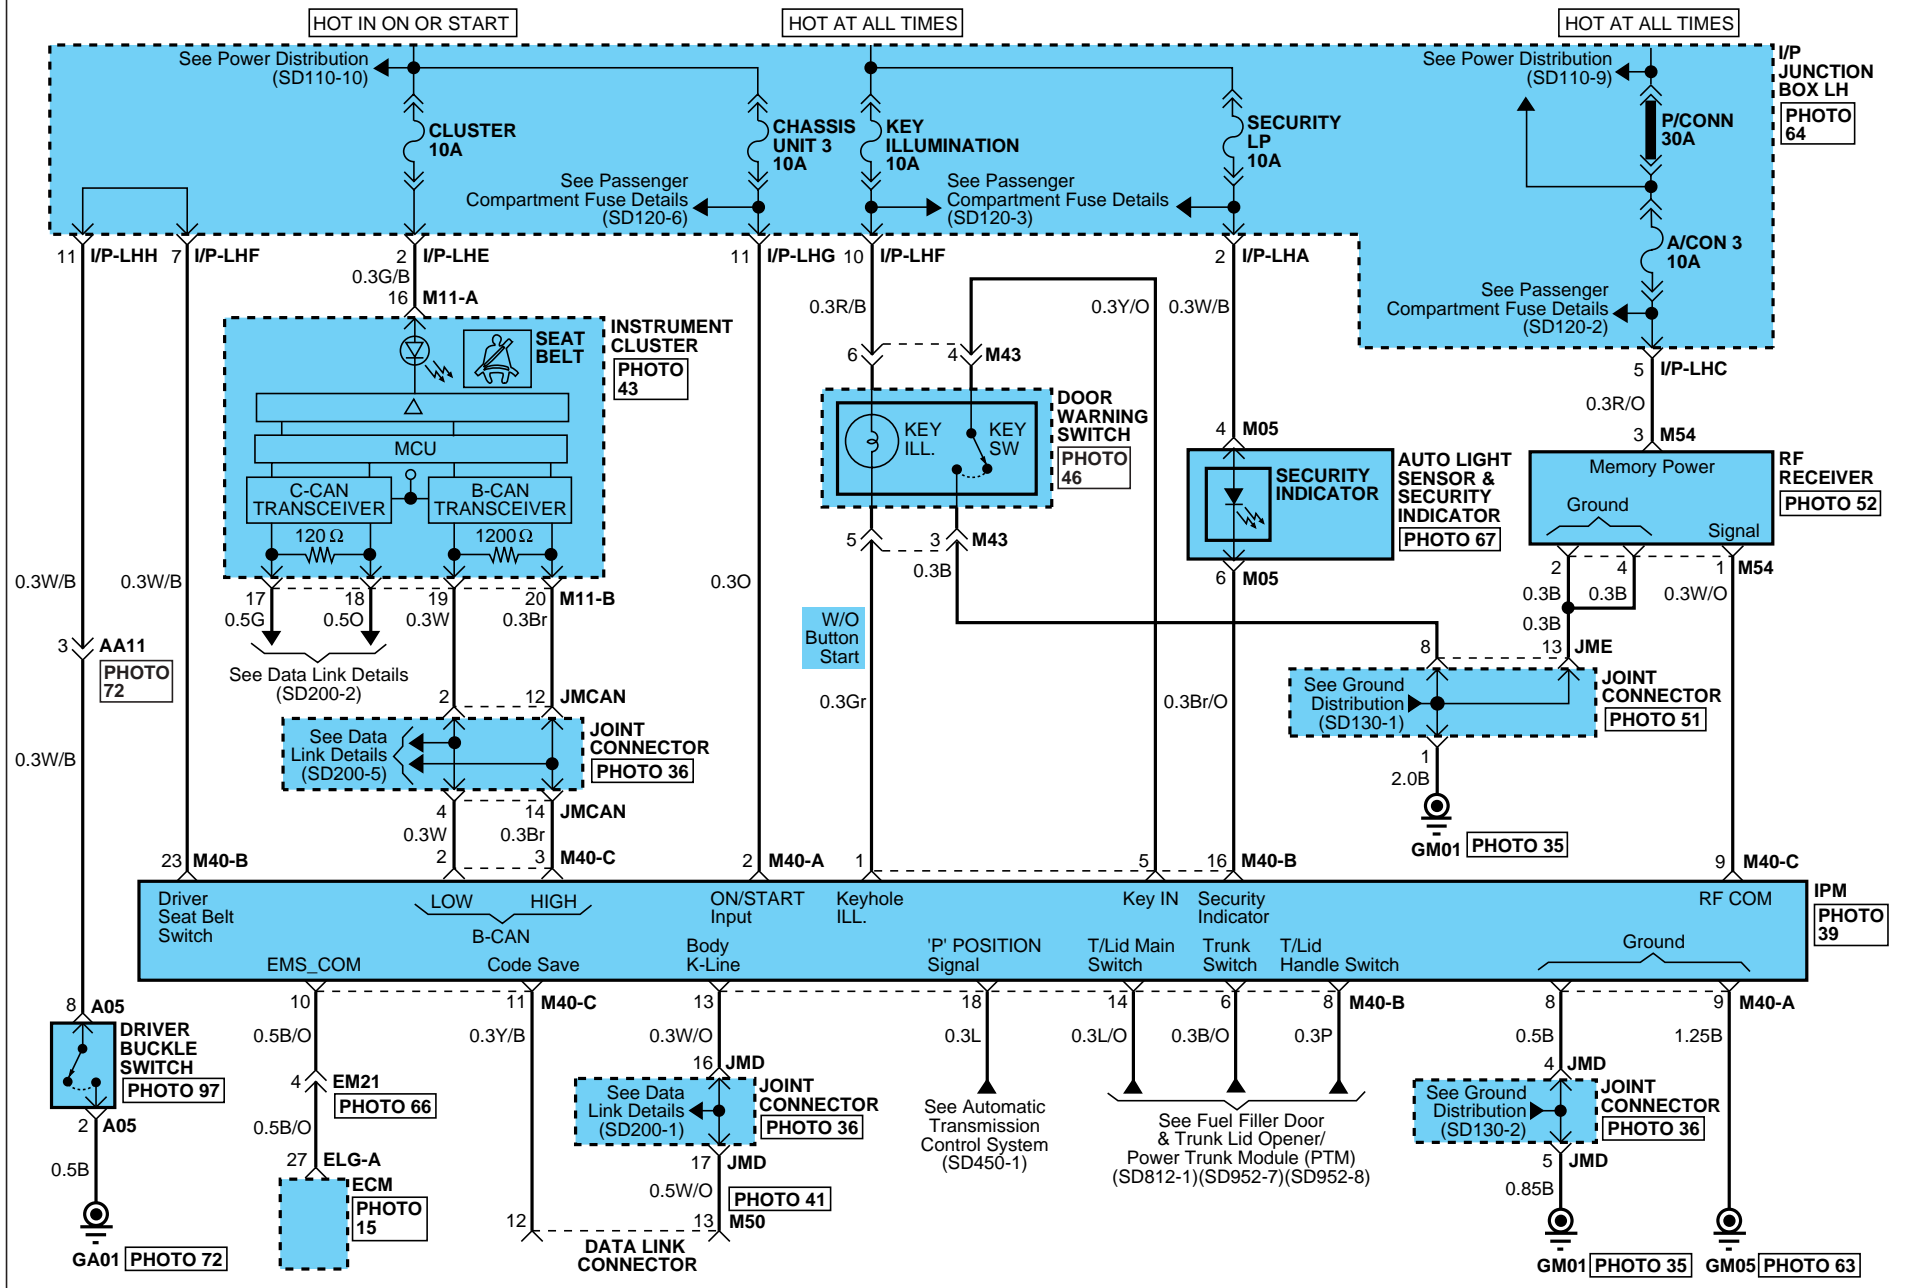 HOT IN ON OR START
HOT AT ALL TIMES
HOT AT ALL TIMES
See Power Distribution
(SD110-10)
CLUSTER
10A
CHASSIS
UNIT 3
10A
See Passenger
Compartment Fuse Details
(SD120-6)
KEY
ILLUMINATION
10A
See Passenger
Compartment Fuse Details
(SD120-3)
SECURITY
LP
10A
See Power Distribution
(SD110-9)
P/CONN
30A
A/CON 3
10A
See Passenger
Compartment Fuse Details
(SD120-2)
I/P
JUNCTION
BOX LH
PHOTO
64
11 I/P-LHH
7 I/P-LHF
2 I/P-LHE
11 I/P-LHG
10 I/P-LHF
2 I/P-LHA
5 I/P-LHC
0.3G/B
16 M11-A
0.3R/B
0.3Y/O
0.3W/B
0.3R/O
INSTRUMENT
CLUSTER
PHOTO
43
SEAT
BELT
MCU
C-CAN
TRANSCEIVER
B-CAN
TRANSCEIVER
120 Ω
1200 Ω
17
18
19
20 M11-B
0.5G
0.5O
0.3W
0.3Br
See Data Link Details
(SD200-2)
6
4 M43
DOOR
WARNING
SWITCH
PHOTO
46
KEY
ILL.
KEY
SW
5
3 M43
0.3B
4 M05
SECURITY
INDICATOR
AUTO LIGHT
SENSOR &
SECURITY
INDICATOR
PHOTO 67
6 M05
3 M54
Memory Power
Ground
Signal
RF
RECEIVER
PHOTO 52
2
4
1 M54
0.3B
0.3B
0.3W/O
0.3B
0.3W/B
0.3W/B
0.3O
W/O
Button
Start
3 AA11
PHOTO
72
8
13 JME
See Ground
Distribution
(SD130-1)
JOINT
CONNECTOR
PHOTO 51
1
2.0B
GM01 PHOTO 35
2
12 JMCAN
See Data
Link Details
(SD200-5)
JOINT
CONNECTOR
PHOTO 36
4
14 JMCAN
0.3W
0.3Br
0.3W/B
0.3Gr
0.3Br/O
23 M40-B
2
3 M40-C
2 M40-A
1
5
16 M40-B
9 M40-C
Driver
Seat Belt
Switch
LOW
HIGH
B-CAN
ON/START
Input
Keyhole
ILL.
Key IN
Security
Indicator
RF COM
IPM
PHOTO
39
EMS_COM
Code Save
Body
K-Line
'P' POSITION
Signal
T/Lid Main
Switch
Trunk
Switch
T/Lid
Handle Switch
Ground
10
11 M40-C
13
18
14
6
8 M40-B
8
9 M40-A
8 A05
DRIVER
BUCKLE
SWITCH
PHOTO 97
2 A05
0.5B
GA01 PHOTO 72
0.5B/O
4 EM21
PHOTO 66
0.5B/O
27 ELG-A
ECM
PHOTO
15
0.3Y/B
0.3W/O
16 JMD
See Data
Link Details
(SD200-1)
JOINT
CONNECTOR
PHOTO 36
17 JMD
0.5W/O
PHOTO 41
12
13 M50
DATA LINK
CONNECTOR
0.3L
See Automatic
Transmission
Control System
(SD450-1)
0.3L/O
0.3B/O
0.3P
See Fuel Filler Door
& Trunk Lid Opener/
Power Trunk Module (PTM)
(SD812-1)(SD952-7)(SD952-8)
0.5B
1.25B
4 JMD
See Ground
Distribution
(SD130-2)
JOINT
CONNECTOR
PHOTO 36
5 JMD
0.85B
GM01 PHOTO 35
GM05 PHOTO 63